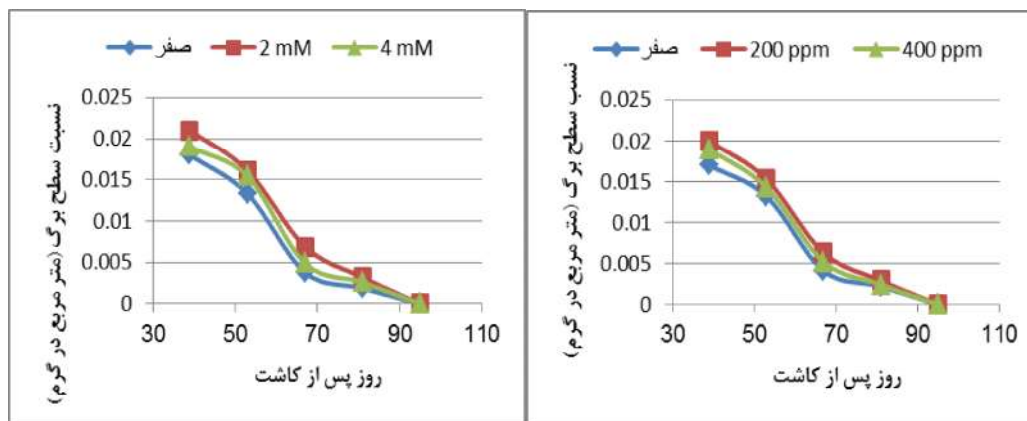 صفر 2 mM 4 mM
نسبت سطح برگ (متر مربع در گرم)
0.025
0.02
0.015
0.01
0.005
0
30 50 70 90 110
روز پس از کاشت
صفر 200 ppm 400 ppm
نسب سطح برگ (متر مربع در گرم)
0.025
0.02
0.015
0.01
0.005
0
30 50 70 90 110
روز پس از کاشت